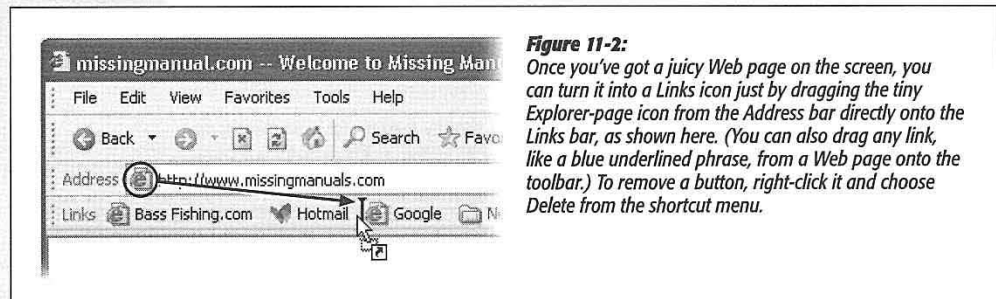 missingmanual.com -- Welcome to Missing Man
File Edit View Favorites Tools Help
Back Search Favo
Address http://www.missingmanuals.com
Links Bass Fishing.com Hotmail Google N
Figure 11-2:
Once you've got a juicy Web page on the screen, you
can turn it into a Links icon just by dragging the tiny
Explorer-page icon from the Address bar directly onto the
Links bar, as shown here. (You can also drag any link,
like a blue underlined phrase, from a Web page onto the
toolbar.) To remove a button, right-click it and choose
Delete from the shortcut menu.